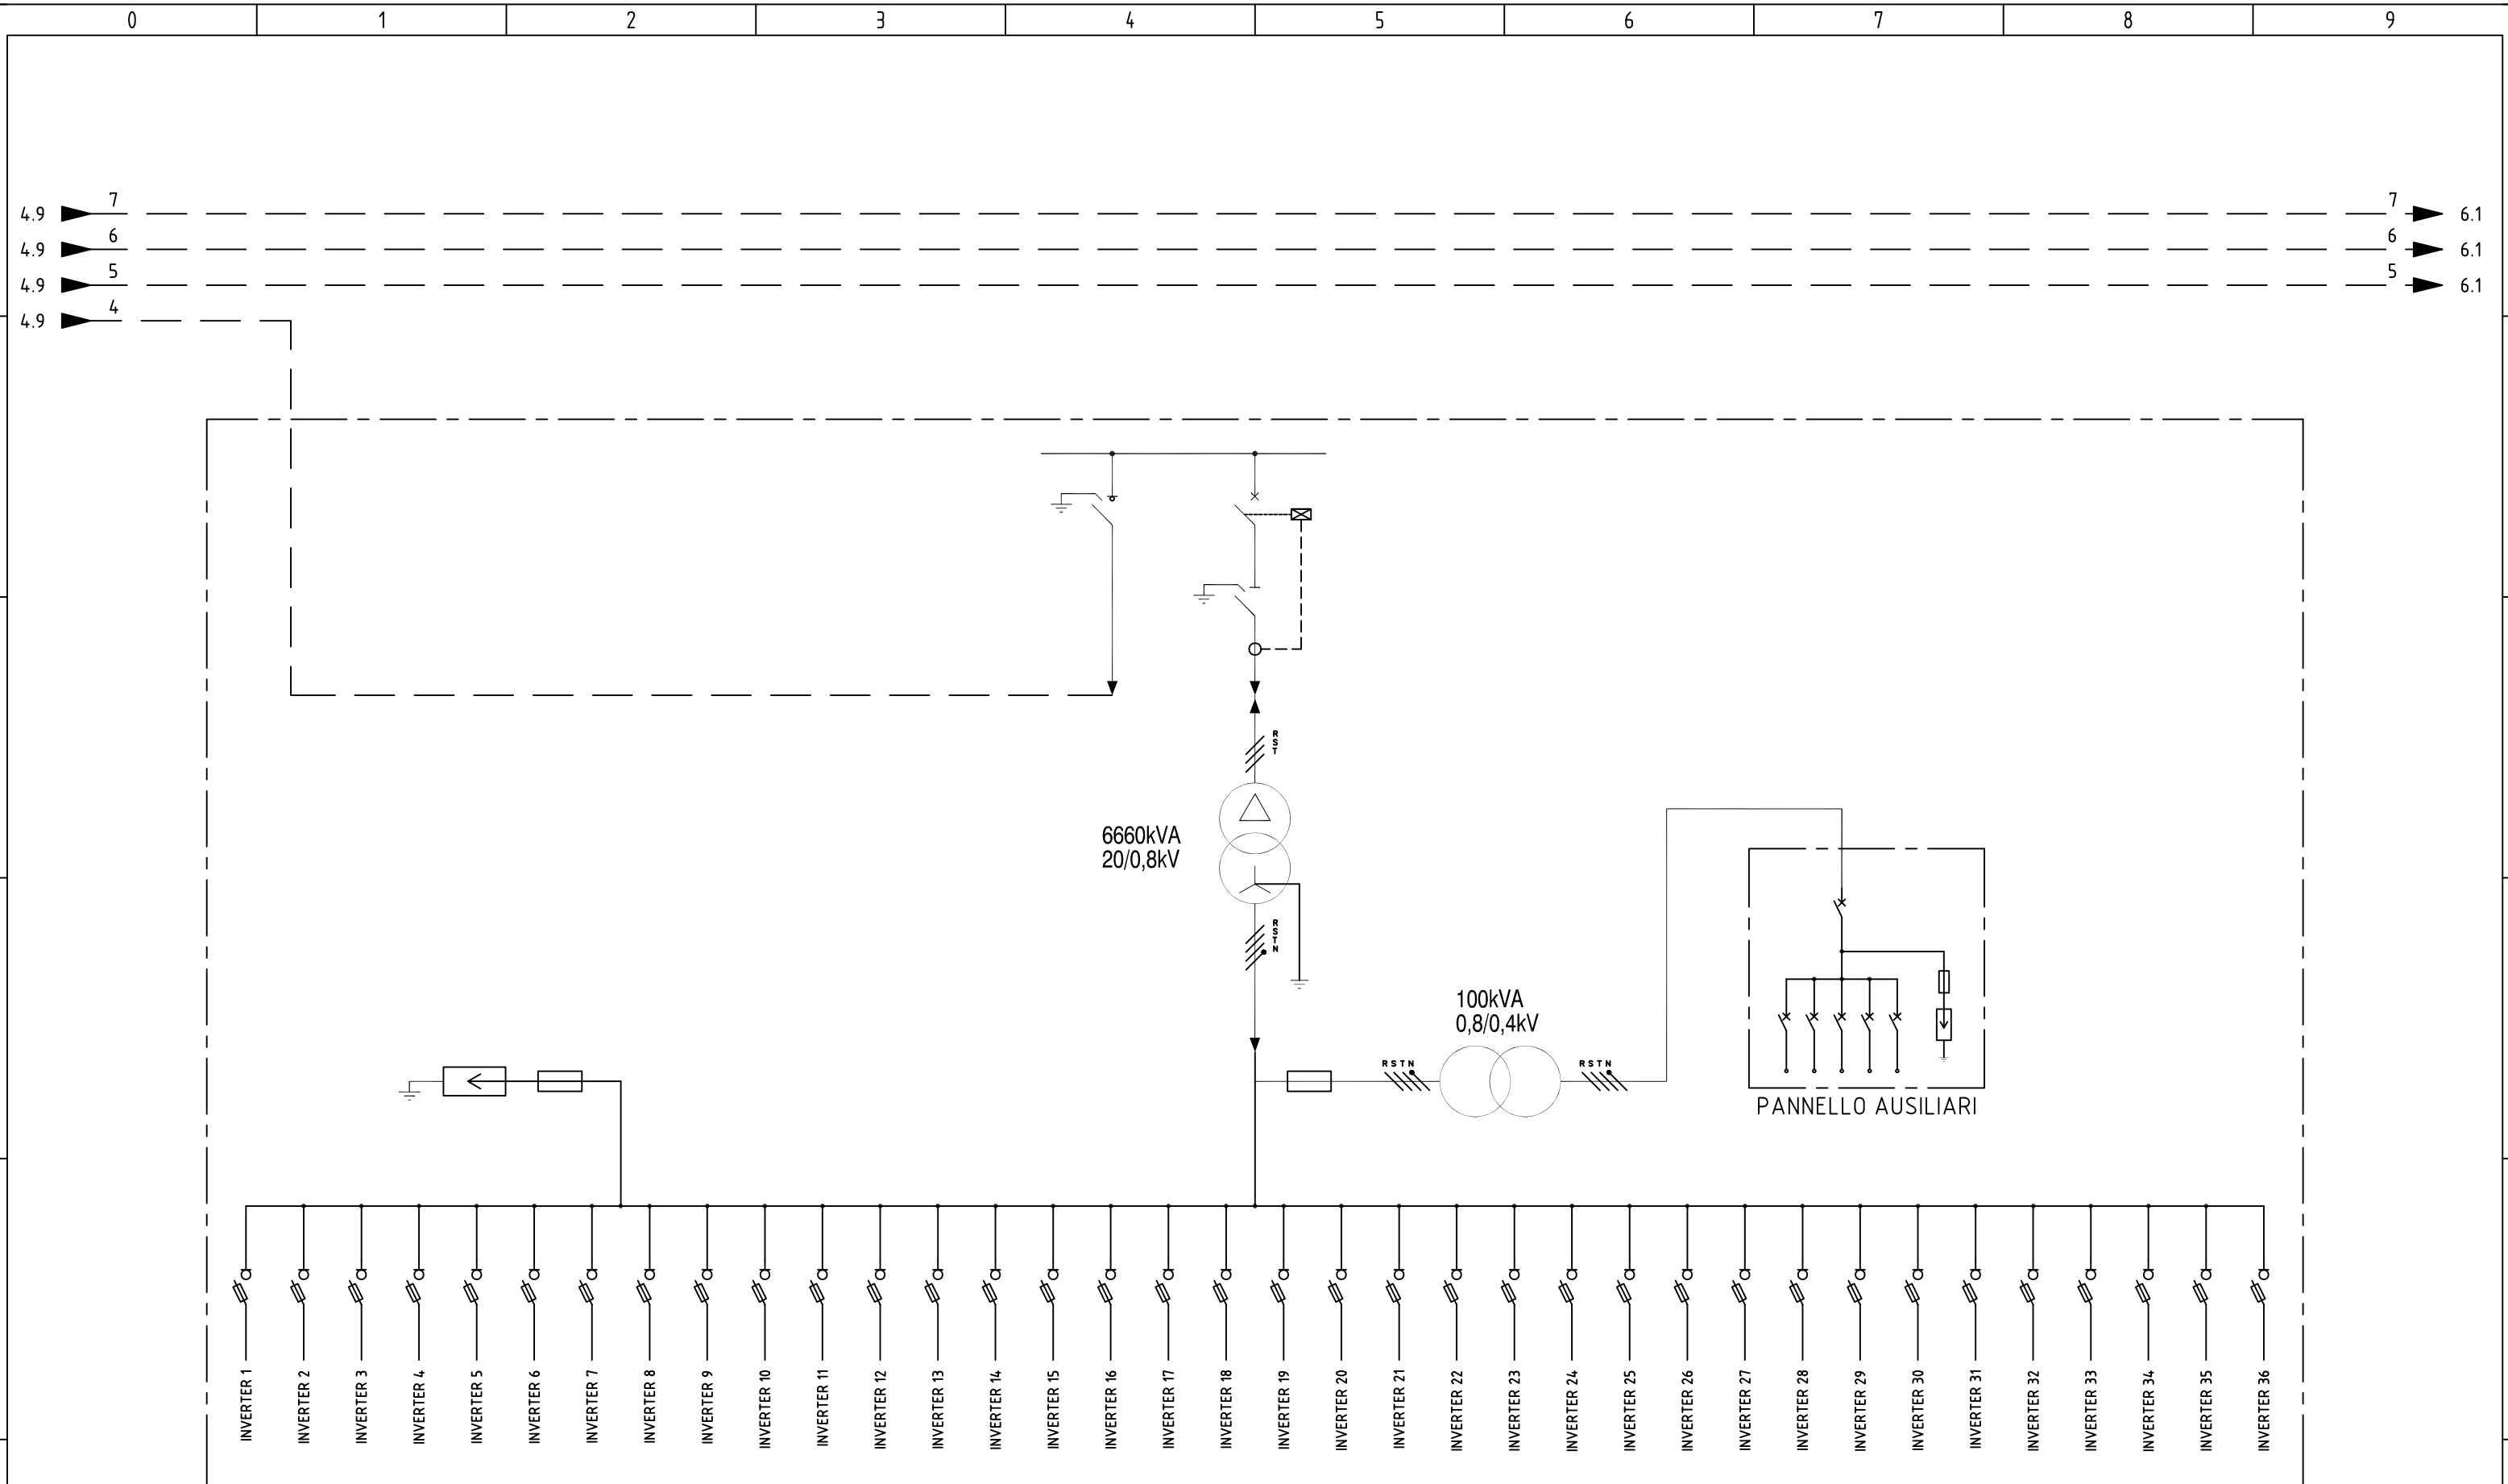 0 1 2 3 4 5 6 7 8 9
4.9 7 7 6.1
4.9 6 6 6.1
4.9 5 5 6.1
4.9 4
R
S
T
6660kVA
20/0,8kV
R
S
T
N
100kVA
0,8/0,4kV
R S T N
R S T N
PANNELLO AUSILIARI
INVERTER 1
INVERTER 2
INVERTER 3
INVERTER 4
INVERTER 5
INVERTER 6
INVERTER 7
INVERTER 8
INVERTER 9
INVERTER 10
INVERTER 11
INVERTER 12
INVERTER 13
INVERTER 14
INVERTER 15
INVERTER 16
INVERTER 17
INVERTER 18
INVERTER 19
INVERTER 20
INVERTER 21
INVERTER 22
INVERTER 23
INVERTER 24
INVERTER 25
INVERTER 26
INVERTER 27
INVERTER 28
INVERTER 29
INVERTER 30
INVERTER 31
INVERTER 32
INVERTER 33
INVERTER 34
INVERTER 35
INVERTER 36